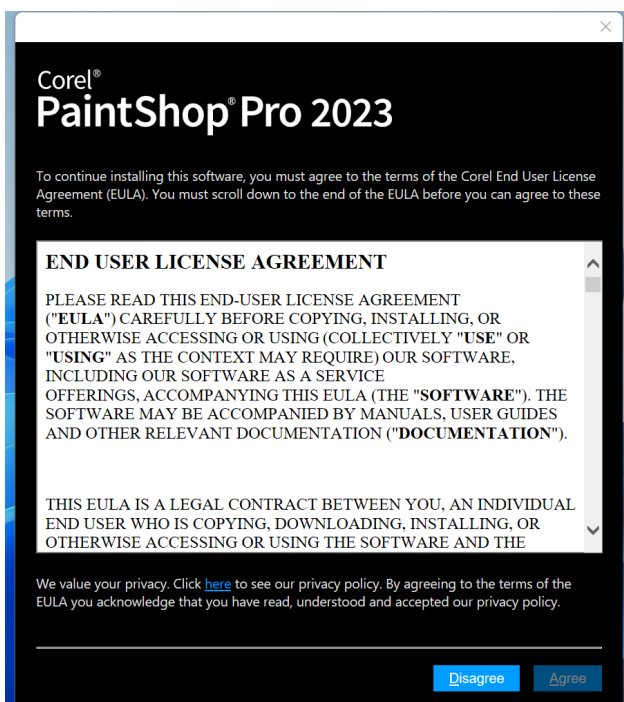 Corel®
PaintShop® Pro 2023
To continue installing this software, you must agree to the terms of the Corel End User License
Agreement (EULA). You must scroll down to the end of the EULA before you can agree to these
terms.
END USER LICENSE AGREEMENT
PLEASE READ THIS END-USER LICENSE AGREEMENT
("EULA") CAREFULLY BEFORE COPYING, INSTALLING, OR
OTHERWISE ACCESSING OR USING (COLLECTIVELY "USE" OR
"USING" AS THE CONTEXT MAY REQUIRE) OUR SOFTWARE,
INCLUDING OUR SOFTWARE AS A SERVICE
OFFERINGS, ACCOMPANYING THIS EULA (THE "SOFTWARE"). THE
SOFTWARE MAY BE ACCOMPANIED BY MANUALS, USER GUIDES
AND OTHER RELEVANT DOCUMENTATION ("DOCUMENTATION").
THIS EULA IS A LEGAL CONTRACT BETWEEN YOU, AN INDIVIDUAL
END USER WHO IS COPYING, DOWNLOADING, INSTALLING, OR
OTHERWISE ACCESSING OR USING THE SOFTWARE AND THE
We value your privacy. Click here to see our privacy policy. By agreeing to the terms of the
EULA you acknowledge that you have read, understood and accepted our privacy policy.
Disagree Agree